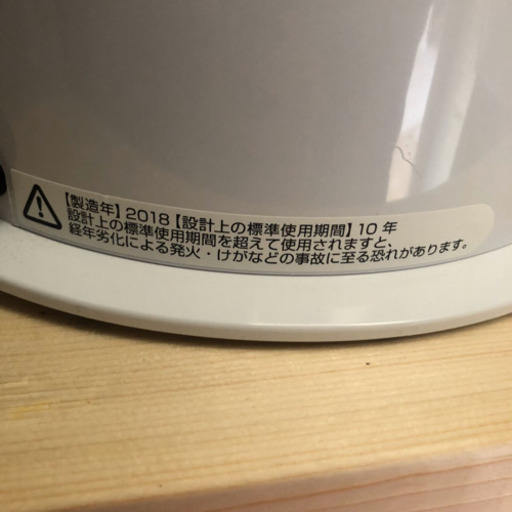 【製造年】2018【設計上の標準使用期間】10年
設計上の標準使用期間を超えて使用されますと、
経年劣化による発火・けがなどの事故に至る恐れがあります。